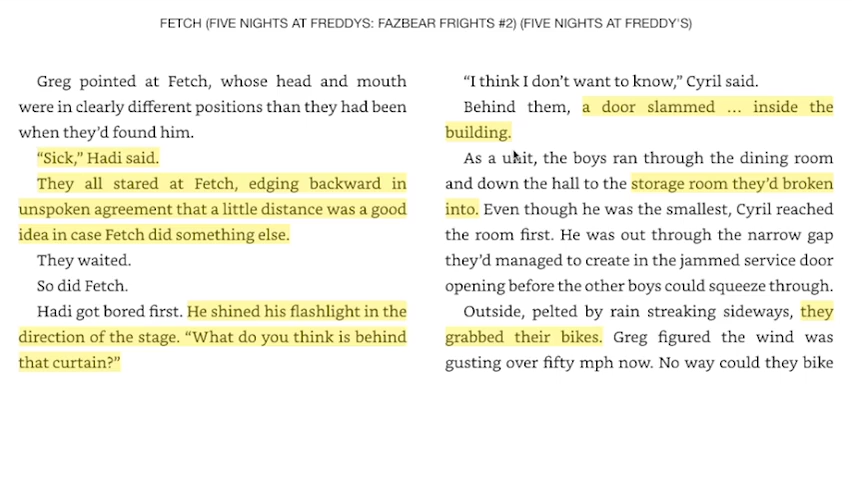 FETCH (FIVE NIGHTS AT FREDDYS: FAZBEAR FRIGHTS #2) (FIVE NIGHTS AT FREDDY'S)
Greg pointed at Fetch, whose head and mouth
were in clearly different positions than they had been
when they’d found him.
“Sick,” Hadi said.
They all stared at Fetch, edging backward in
unspoken agreement that a little distance was a good
idea in case Fetch did something else.
They waited.
So did Fetch.
Hadi got bored first. He shined his flashlight in the
direction of the stage. “What do you think is behind
that curtain?”
“I think I don’t want to know,” Cyril said.
Behind them, a door slammed … inside the
building.
As a unit, the boys ran through the dining room
and down the hall to the storage room they’d broken
into. Even though he was the smallest, Cyril reached
the room first. He was out through the narrow gap
they’d managed to create in the jammed service door
opening before the other boys could squeeze through.
Outside, pelted by rain streaking sideways, they
grabbed their bikes. Greg figured the wind was
gusting over fifty mph now. No way could they bike